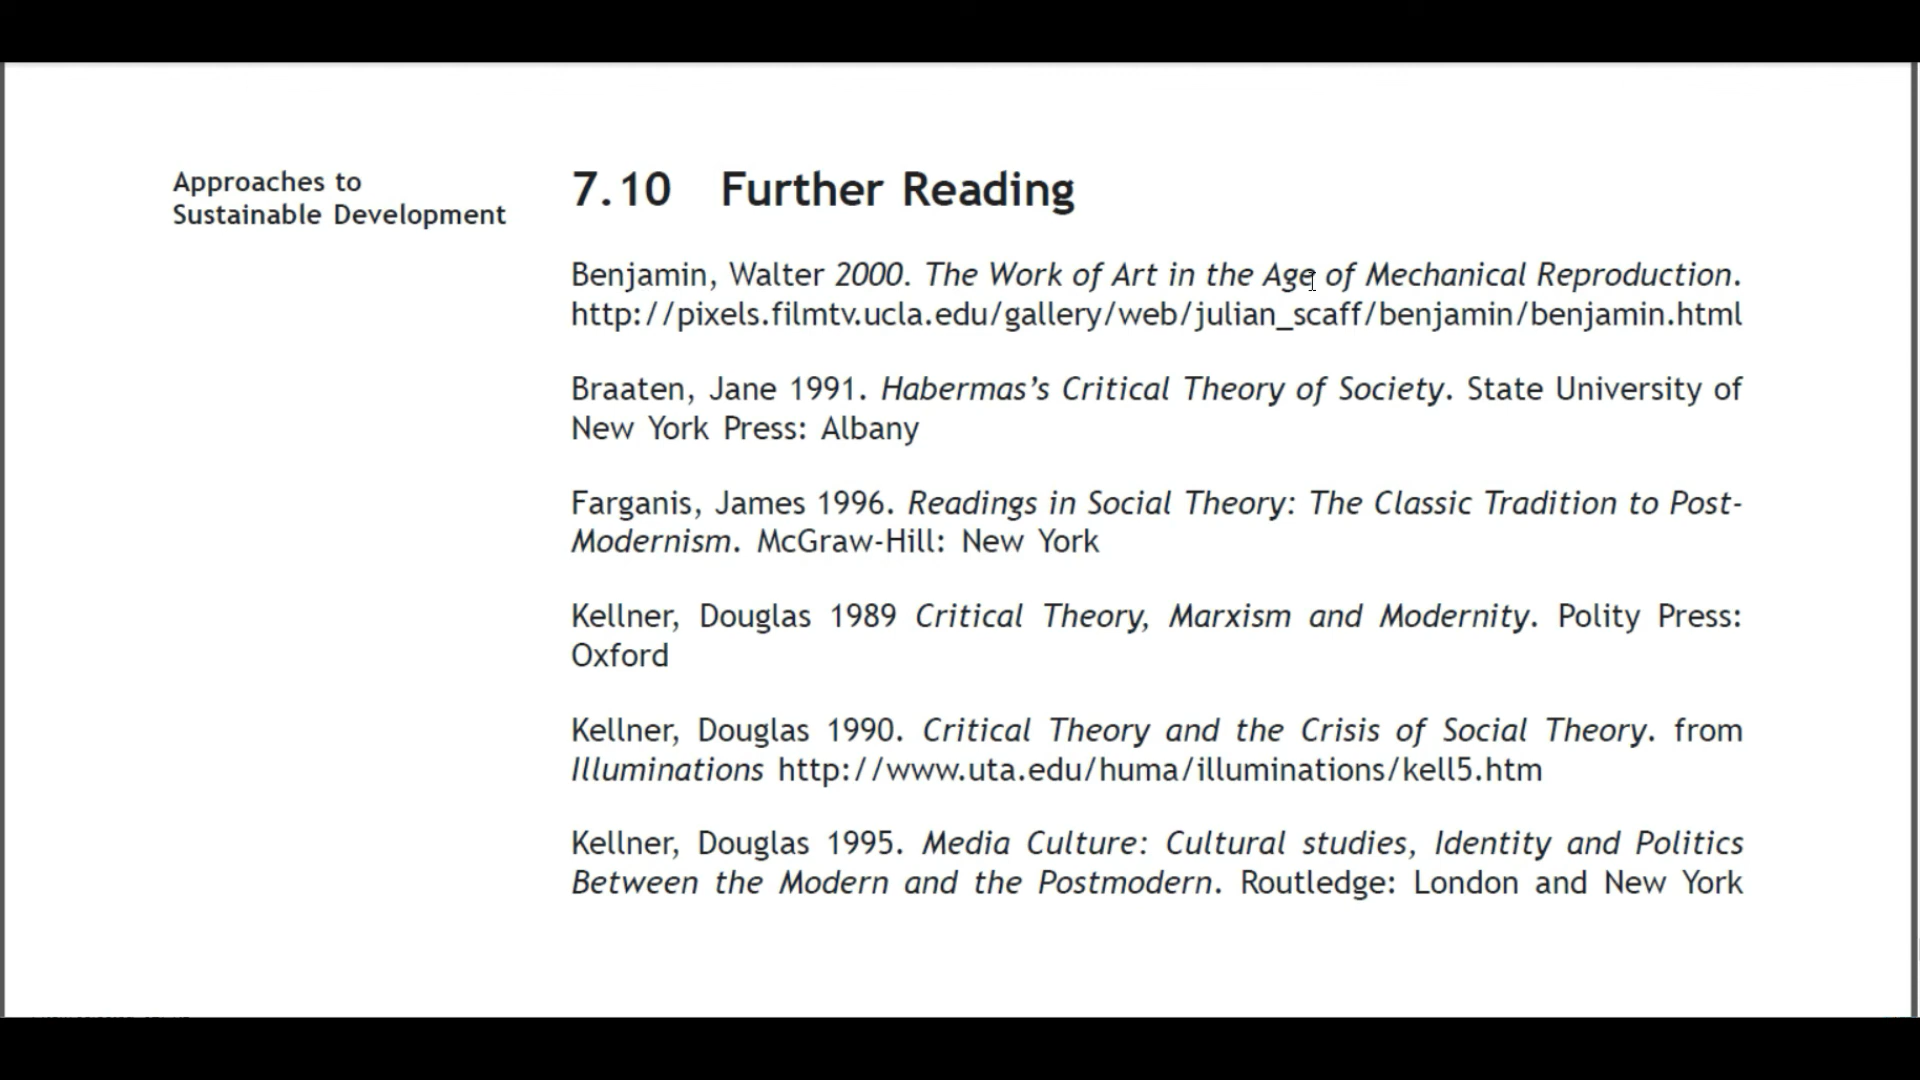 Approaches to
Sustainable Development
7.10 Further Reading
Benjamin, Walter 2000. The Work of Art in the Age of Mechanical Reproduction.
http://pixels.filmtv.ucla.edu/gallery/web/julian_scaff/benjamin/benjamin.html
Braaten, Jane 1991. Habermas’s Critical Theory of Society. State University of
New York Press: Albany
Farganis, James 1996. Readings in Social Theory: The Classic Tradition to Post-
Modernism. McGraw-Hill: New York
Kellner, Douglas 1989 Critical Theory, Marxism and Modernity. Polity Press:
Oxford
Kellner, Douglas 1990. Critical Theory and the Crisis of Social Theory. from
Illuminations http://www.uta.edu/huma/illuminations/kell5.htm
Kellner, Douglas 1995. Media Culture: Cultural studies, Identity and Politics
Between the Modern and the Postmodern. Routledge: London and New York